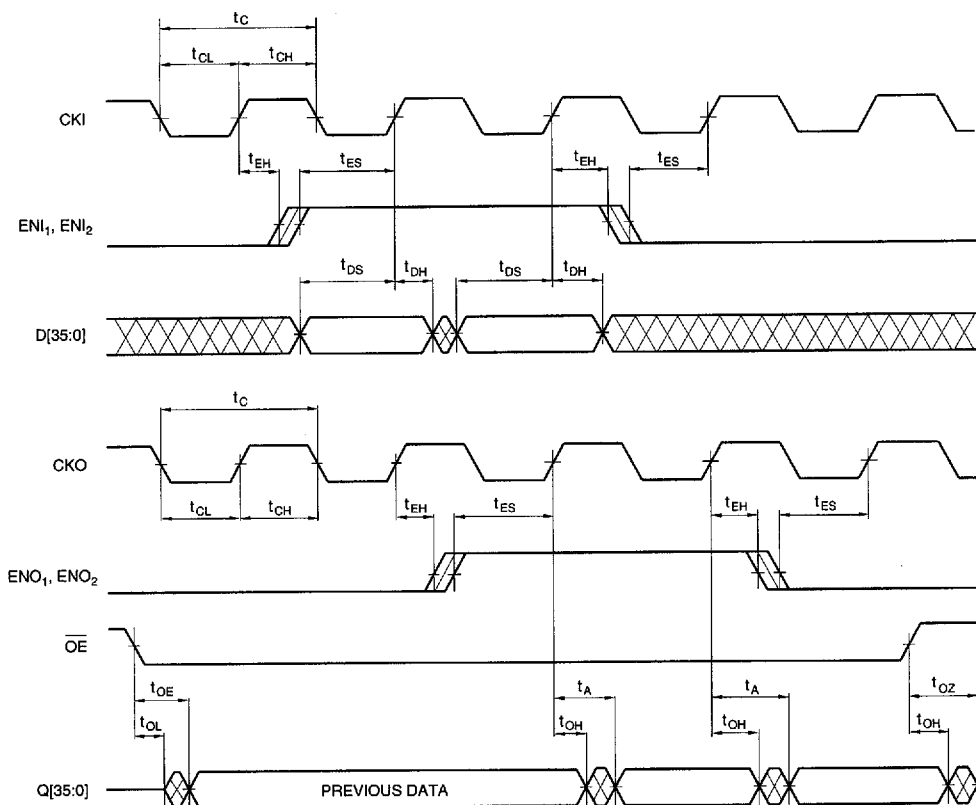 tC
tCL tCH
CKI
tEH tES tEH tES
ENI1, ENI2
tDS tDH tDS tDH
D[35:0]
tC
CKO
tCL tCH tEH tES tEH tES
ENO1, ENO2
OE
tOE tA tA tOZ
tOL tOH tOH tOH
Q[35:0] PREVIOUS DATA